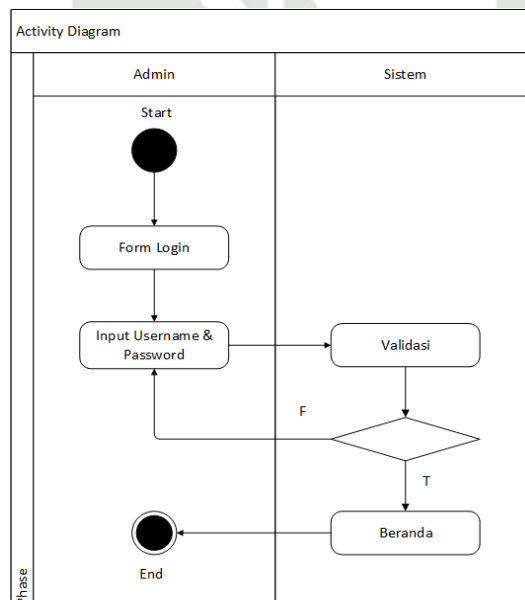 Activity Diagram
Admin
Sistem
Start
Form Login
Input Username &
Password
Validasi
F
T
Beranda
End
Phase